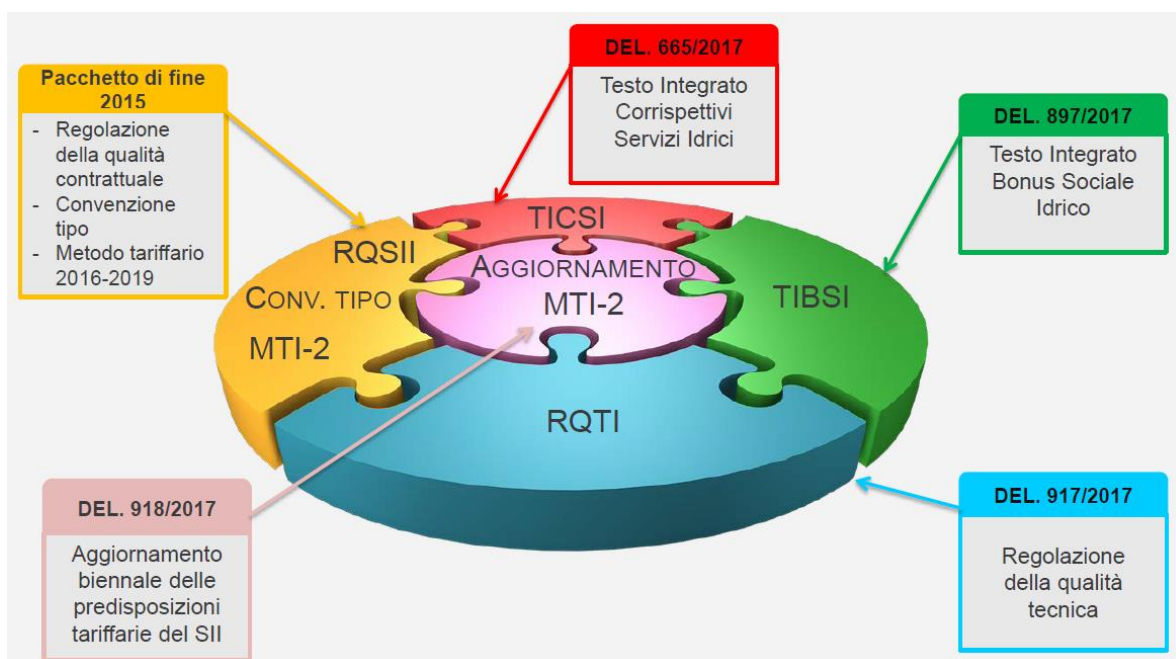 Pacchetto di fine
2015
- Regolazione
della qualità
contrattuale
- Convenzione
tipo
- Metodo tariffario
2016-2019
DEL. 665/2017
Testo Integrato
Corrispettivi
Servizi Idrici
DEL. 897/2017
Testo Integrato
Bonus Sociale
Idrico
TICSI
RQSII
CONV. TIPO
MTI-2
AGGIORNAMENTO
MTI-2
TIBSI
RQTI
DEL. 918/2017
Aggiornamento
biennale delle
predisposizioni
tariffarie del SII
DEL. 917/2017
Regolazione
della qualità
tecnica